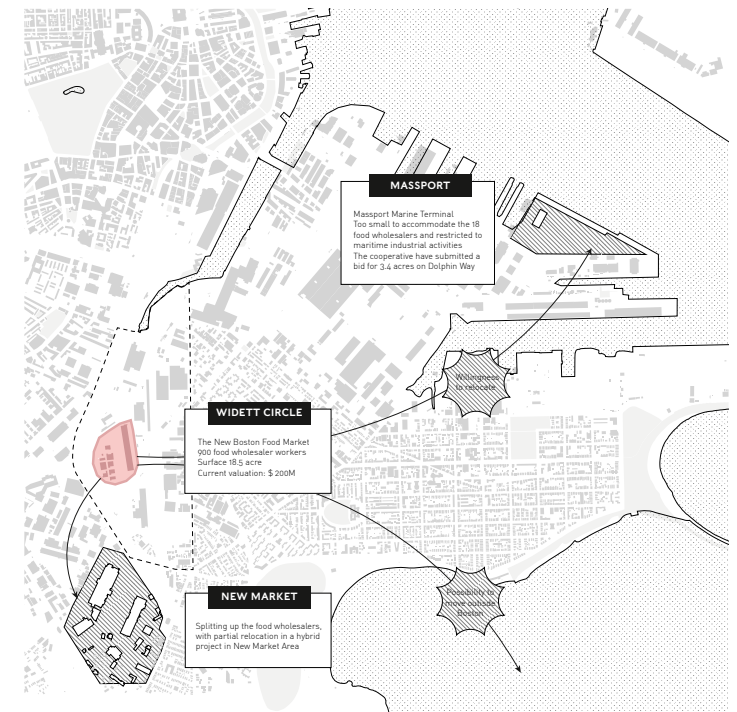 MASSPORT
Massport Marine Terminal
Too small to accommodate the 18
food wholesalers and restricted to
maritime industrial activities
The cooperative have submitted a
bid for 3.4 acres on Dolphin Way
Willingness
to relocate
WIDETT CIRCLE
The New Boston Food Market
900 food wholesaler workers
Surface 18.5 acre
Current valuation: $ 200M
NEW MARKET
Splitting up the food wholesalers,
with partial relocation in a hybrid
project in New Market Area
Possibility to
move outside
Boston